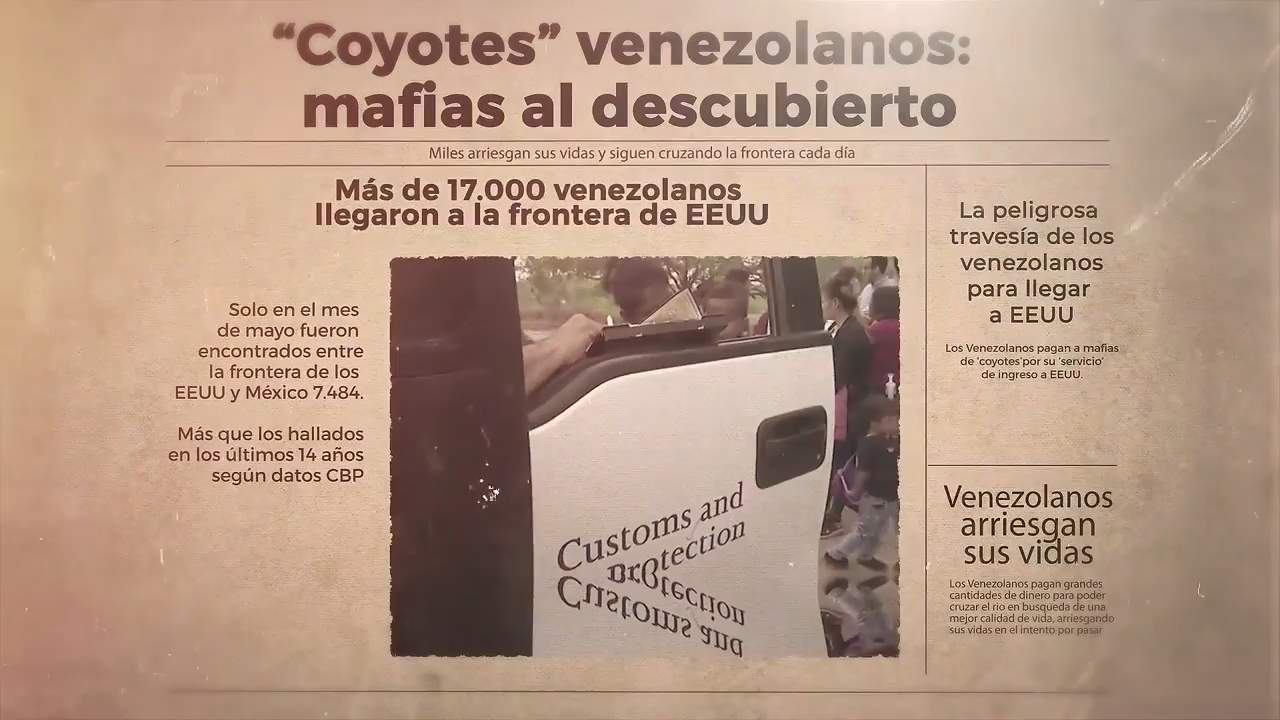 “Coyotes” venezolanos:
mafias al descubierto
Miles arriesgan sus vidas y siguen cruzando la frontera cada día
Más de 17.000 venezolanos
llegaron a la frontera de EEUU
Solo en el mes
de mayo fueron
encontrados entre
la frontera de los
EEUU y México 7.484.
Más que los hallados
en los últimos 14 años
según datos CBP
Customs and
Protection
Customs and
La peligrosa
travesía de los
venezolanos
para llegar
a EEUU
Los Venezolanos pagan a mafias
de 'coyotes' por su 'servicio'
de ingreso a EEUU.
Venezolanos
arriesgan
sus vidas
Los Venezolanos pagan grandes
cantidades de dinero para poder
cruzar el rio en busqueda de una
mejor calidad de vida, arriesgando
sus vidas en el intento por pasar